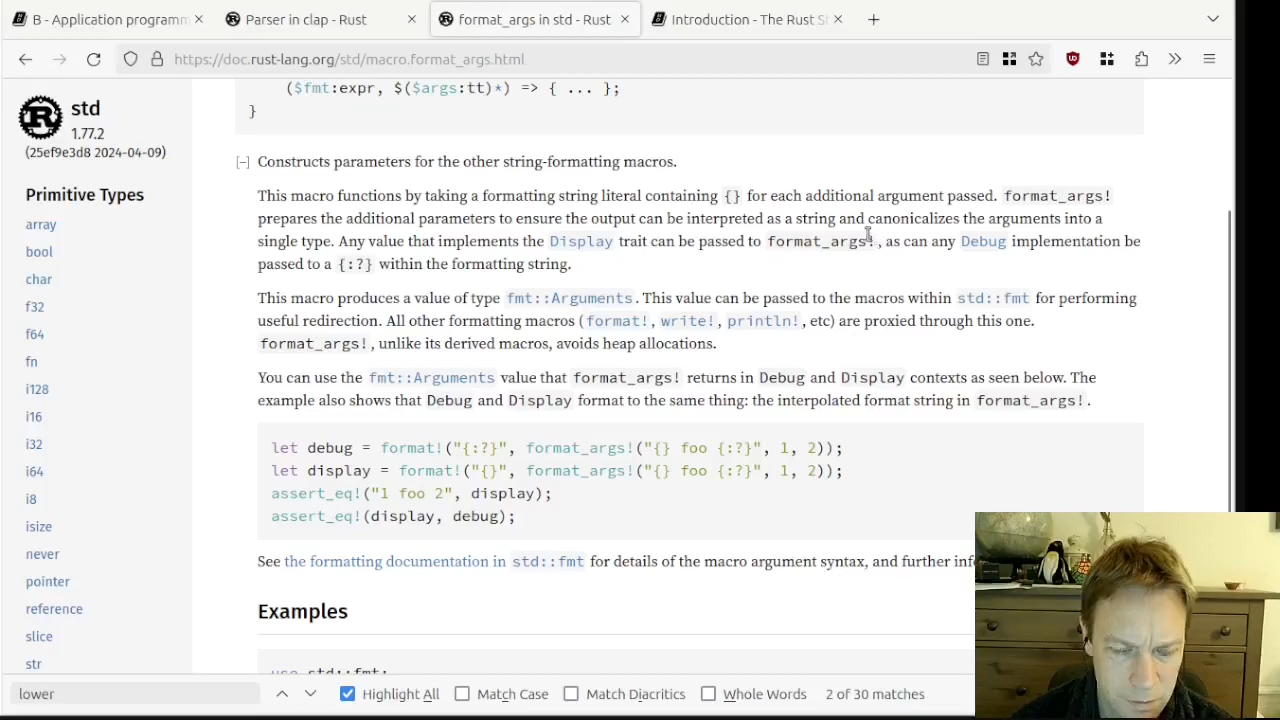 B - Application programm
Parser in clap - Rust
format_args in std - Rust
Introduction - The Rust St
https://doc.rust-lang.org/std/macro.format_args.html
std
1.77.2
(25ef9e3d8 2024-04-09)
Primitive Types
array
bool
char
f32
f64
fn
i128
i16
i32
i64
i8
isize
never
pointer
reference
slice
str
($fmt:expr, $($args:tt)*) => { ... };
}
[-] Constructs parameters for the other string-formatting macros.
This macro functions by taking a formatting string literal containing {} for each additional argument passed. format_args!
prepares the additional parameters to ensure the output can be interpreted as a string and canonicalizes the arguments into a
single type. Any value that implements the Display trait can be passed to format_args!, as can any Debug implementation be
passed to a {:?} within the formatting string.
This macro produces a value of type fmt::Arguments. This value can be passed to the macros within std::fmt for performing
useful redirection. All other formatting macros (format!, write!, println!, etc) are proxied through this one.
format_args!, unlike its derived macros, avoids heap allocations.
You can use the fmt::Arguments value that format_args! returns in Debug and Display contexts as seen below. The
example also shows that Debug and Display format to the same thing: the interpolated format string in format_args!.
let debug = format!("{:?}", format_args!("{} foo {:?}", 1, 2));
let display = format!("{}", format_args!("{} foo {:?}", 1, 2));
assert_eq!("1 foo 2", display);
assert_eq!(display, debug);
See the formatting documentation in std::fmt for details of the macro argument syntax, and further inf
Examples
use std::fmt;
lower
Highlight All
Match Case
Match Diacritics
Whole Words
2 of 30 matches